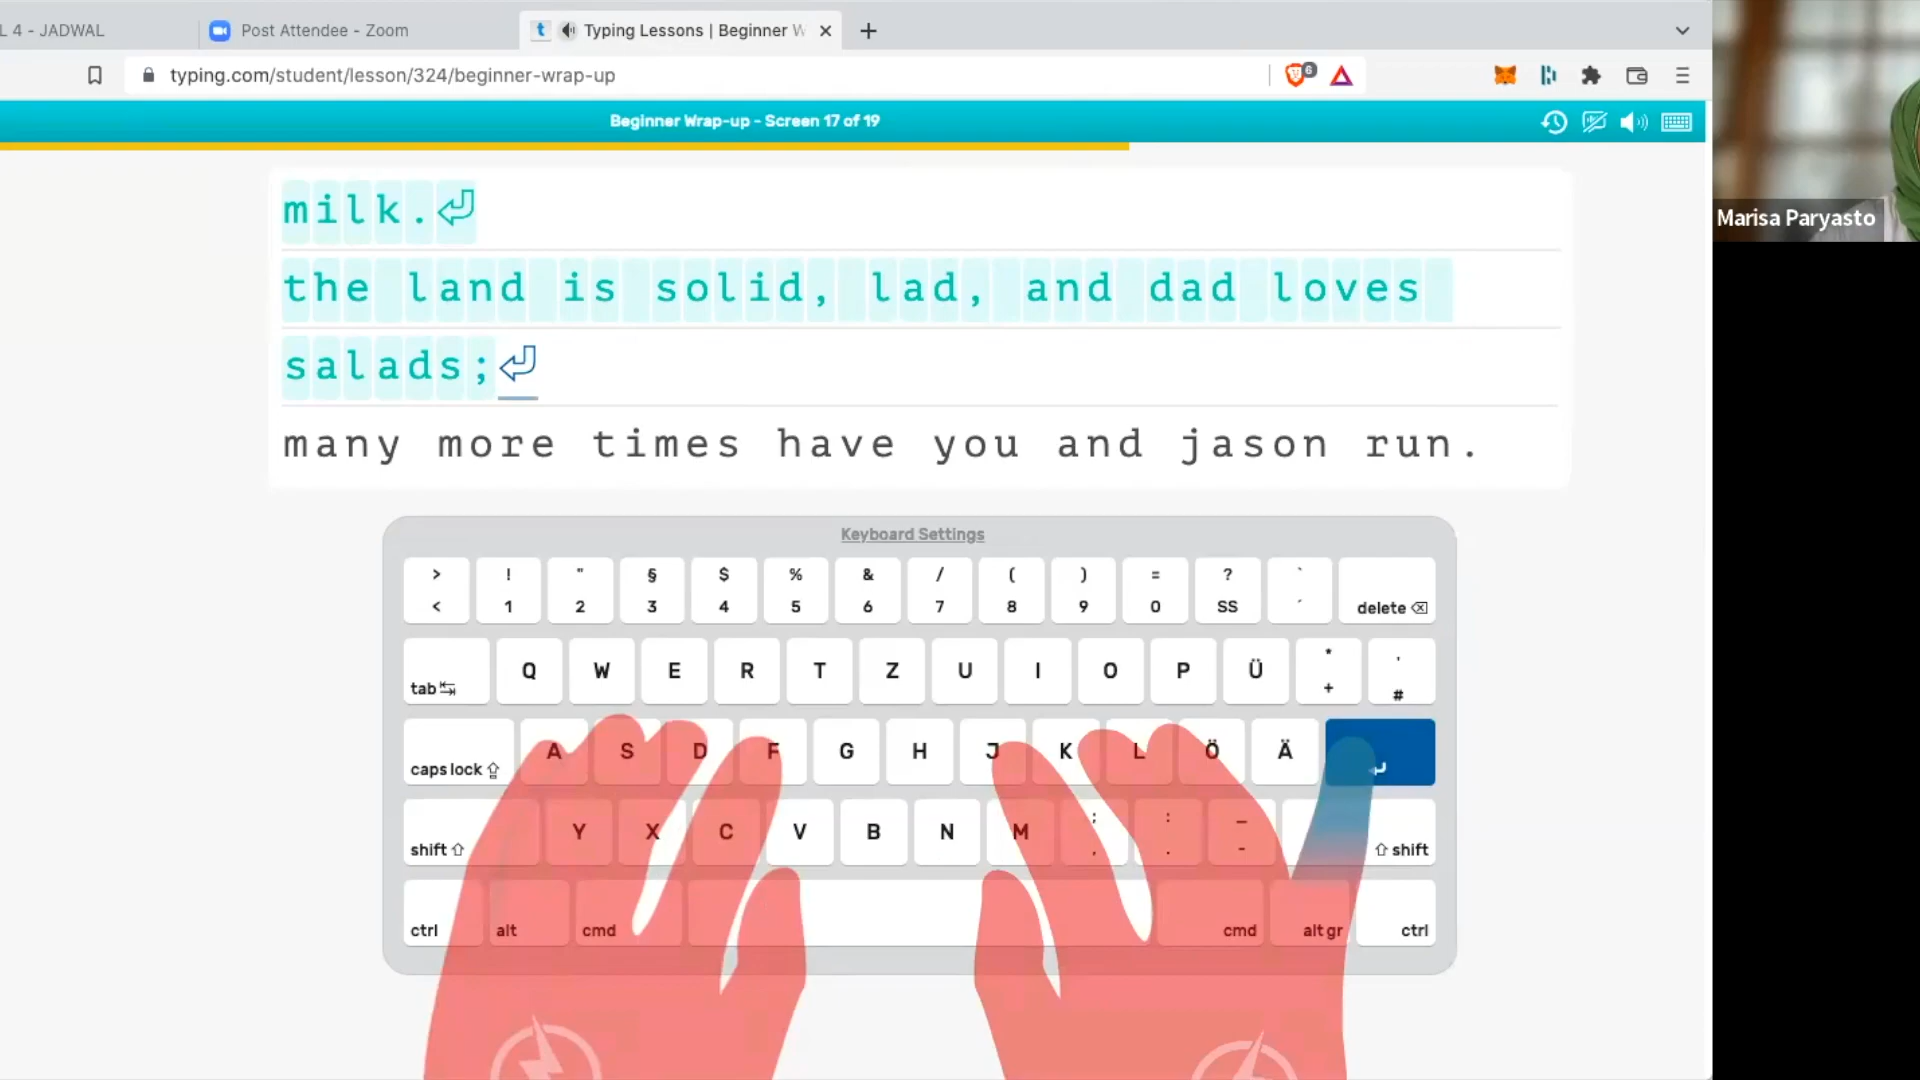 L 4 - JADWAL
Post Attendee - Zoom
Typing Lessons | Beginner W
typing.com/student/lesson/324/beginner-wrap-up
6
Beginner Wrap-up - Screen 17 of 19
Marisa Paryasto
milk.
the land is solid, lad, and dad loves
salads;
many more times have you and jason run.
Keyboard Settings
> ! " § $ % & / ( ) = ? `
< 1 2 3 4 5 6 7 8 9 0 SS ´ delete
tab Q W E R T Z U I O P Ü * + ' #
caps lock A S D F G H J K L Ö Ä
shift Y X C V B N M ; , : . _ - shift
ctrl alt cmd cmd alt gr ctrl